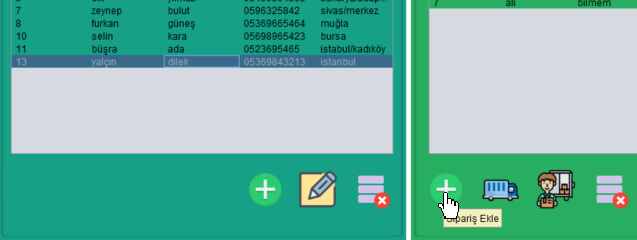 7 zeynep bulut 0596325842 sivas/merkez
8 furkan güneş 05369665464 muğla
10 selin kara 05698965423 bursa
11 büşra ada 0523695465 istabul/kadıköy
13 yalçın dilek 05369843213 istanbul
7 ali bilmem
Sipariş Ekle